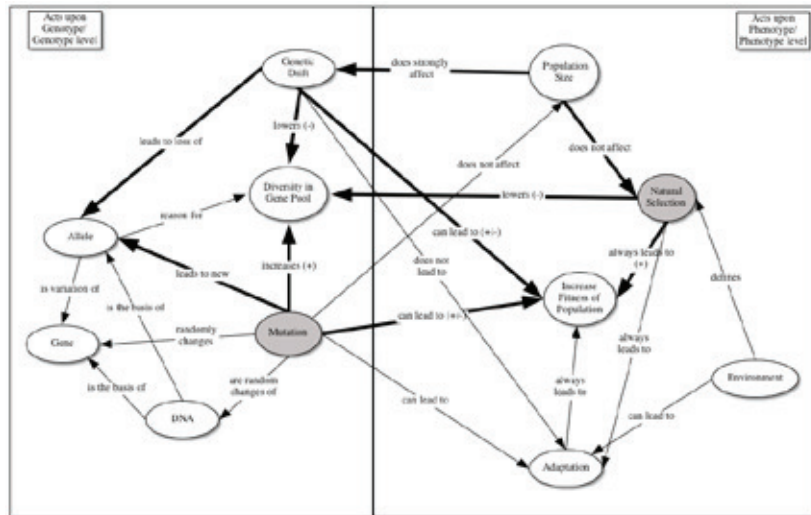 Acts upon
Genotype/
Genotype level
Acts upon
Phenotype/
Phenotype level
Genetic
Drift
does strongly
affect
Population
Size
leads to loss of
lowers (-)
does not affect
does not affect
Diversity in
Gene Pool
lowers (-)
Natural
Selection
Allele
reason for
can lead to (+/-)
always leads to
(+)
leads to new
increases (+)
does not
lead to
defines
is variation of
is the basis of
Increase
Fitness of
Population
Gene
randomly
changes
Mutation
can lead to (+/-)
always
leads to
is the basis of
are random
changes of
always
leads to
Environment
DNA
can lead to
can lead to
Adaptation